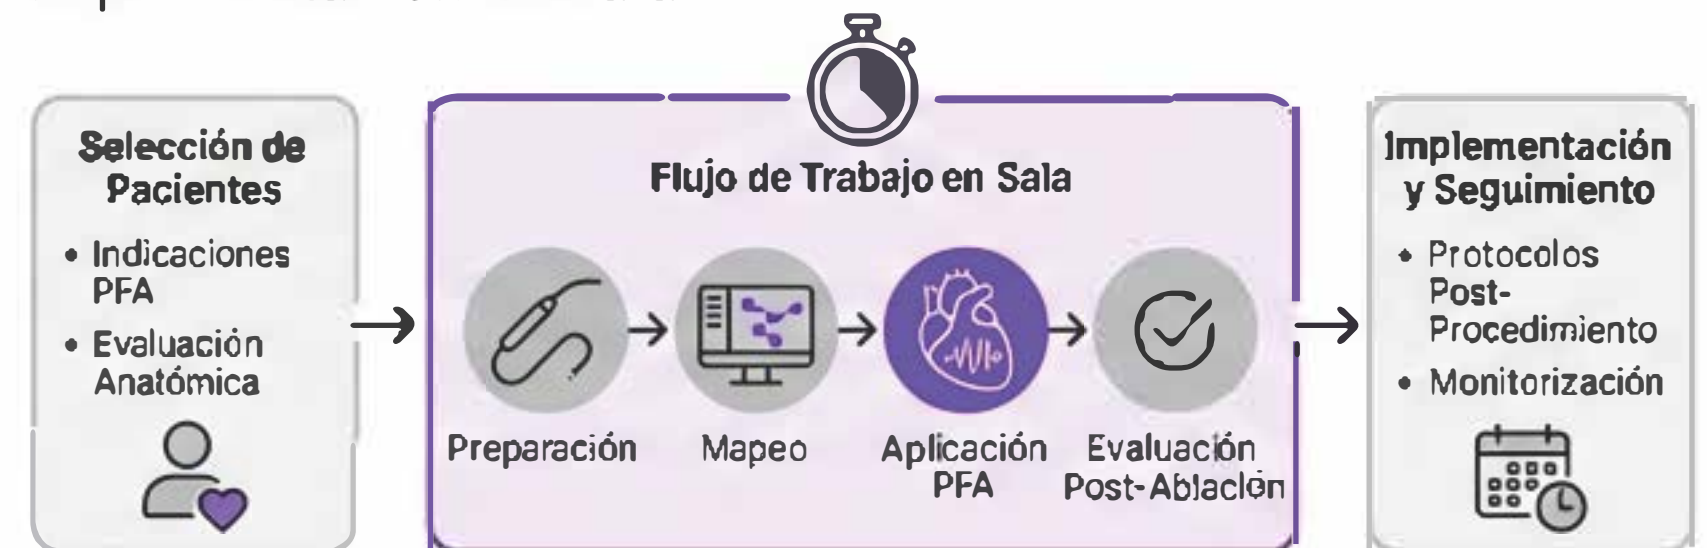 Selección de
Pacientes
• Indicaciones
PFA
• Evaluación
Anatómica
Flujo de Trabajo en Sala
Preparación
Mapeo
Aplicación
PFA
Evaluación
Post-Ablación
Implementación
y Seguimiento
• Protocolos
Post-
Procedimiento
• Monitorización